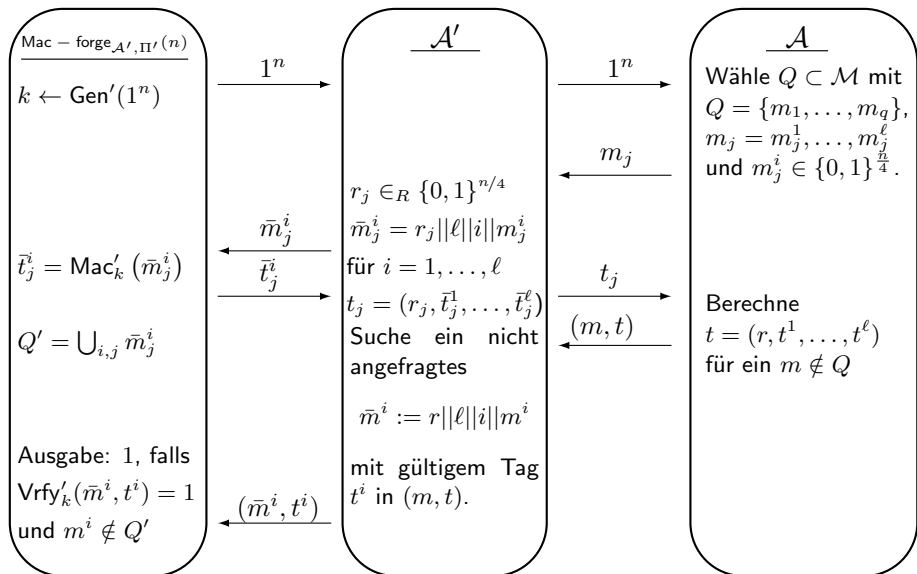 Mac − forge_{𝒜′,Π′}(n)
k ← Gen′(1^n)
t̄_j^i = Mac′_k (m̄_j^i)
Q′ = ⋃_{i,j} m̄_j^i
Ausgabe: 1, falls
Vrfy′_k(m̄^i, t^i) = 1
und m^i ∉ Q′
1^n
m̄_j^i
t̄_j^i
(m̄^i, t^i)
𝒜′
r_j ∈_R {0, 1}^{n/4}
m̄_j^i = r_j||ℓ||i||m_j^i
für i = 1, . . . , ℓ
t_j = (r_j, t̄_j^1, . . . , t̄_j^ℓ)
Suche ein nicht
angefragtes
m̄^i := r||ℓ||i||m^i
mit gültigem Tag
t^i in (m, t).
1^n
m_j
t_j
(m, t)
𝒜
Wähle Q ⊂ ℳ mit
Q = {m_1, . . . , m_q},
m_j = m_j^1, . . . , m_j^ℓ
und m_j^i ∈ {0, 1}^{n/4}.
Berechne
t = (r, t^1, . . . , t^ℓ)
für ein m ∉ Q